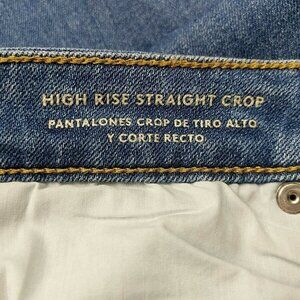 HIGH RISE STRAIGHT CROP
PANTALONES CROP DE TIRO ALTO
Y CORTE RECTO